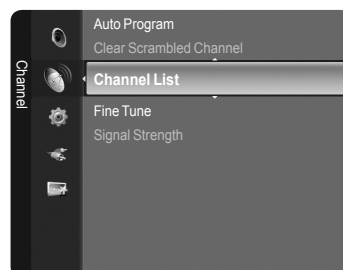 Channel
Auto Program
Clear Scrambled Channel
Channel List
Fine Tune
Signal Strength